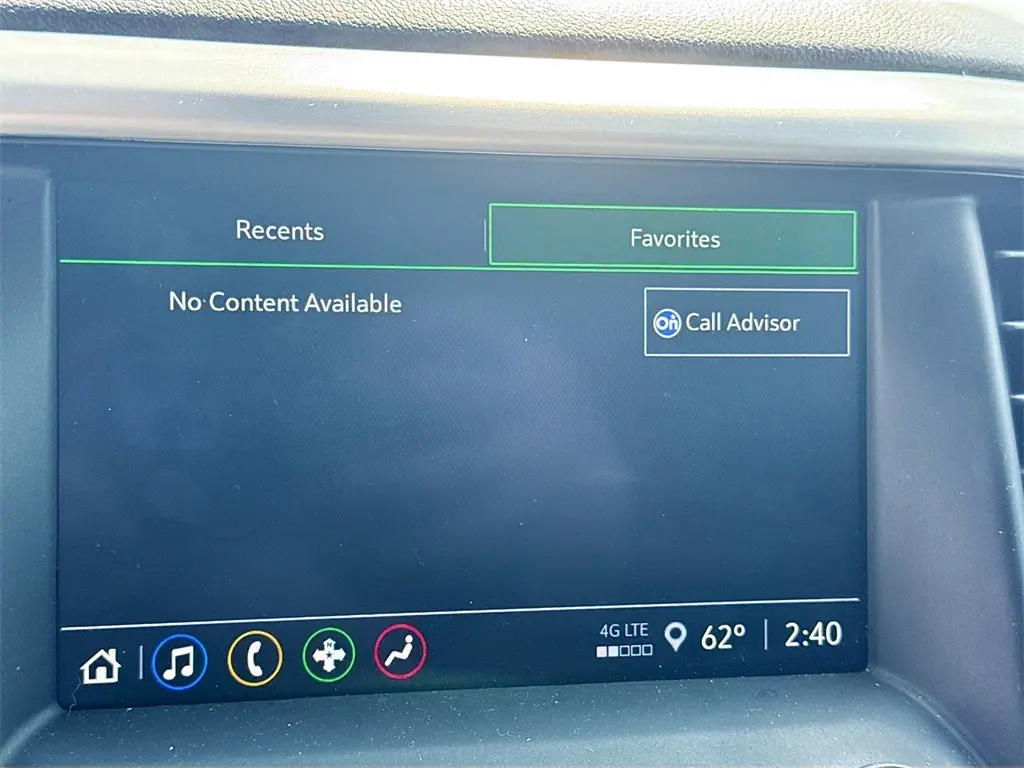 Recents
Favorites
No Content Available
On Call Advisor
4G LTE
62°
2:40